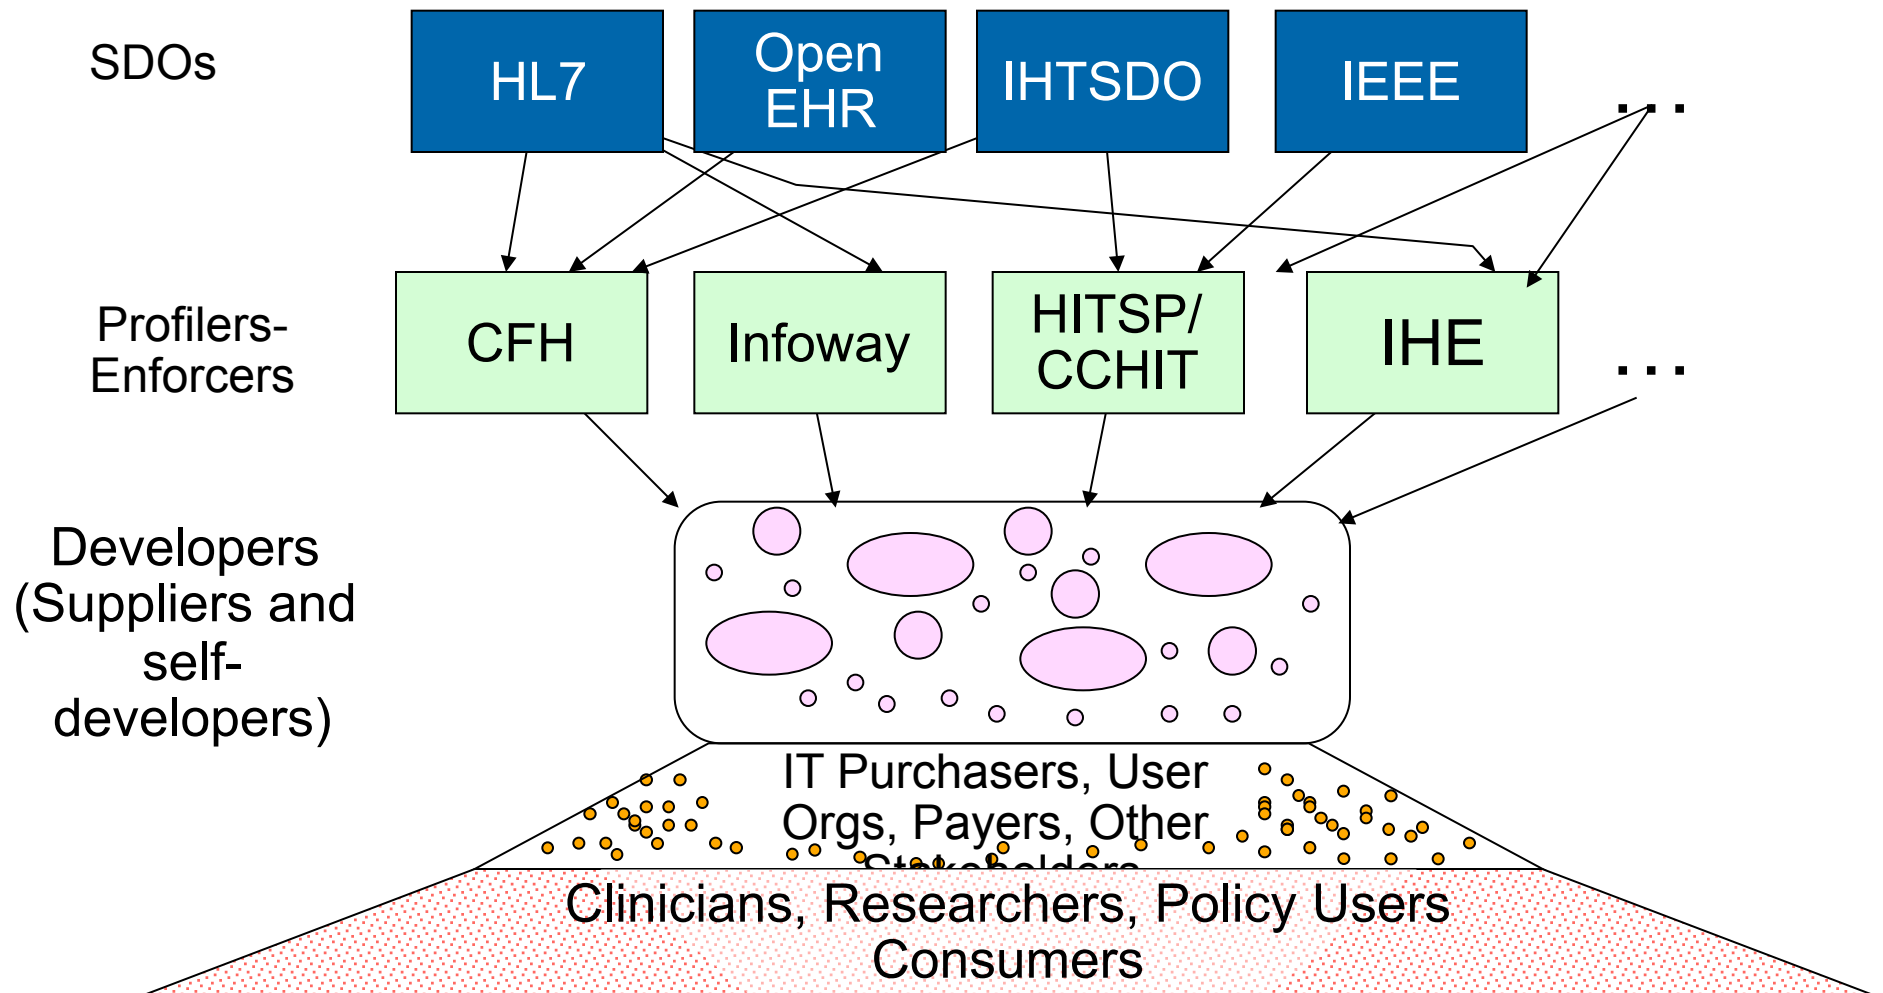 SDOs
HL7
Open
EHR
IHTSDO
IEEE
...
Profilers-
Enforcers
CFH
Infoway
HITSP/
CCHIT
IHE
...
Developers
(Suppliers and
self-
developers)
IT Purchasers, User
Orgs, Payers, Other
Stakeholders
Clinicians, Researchers, Policy Users
Consumers